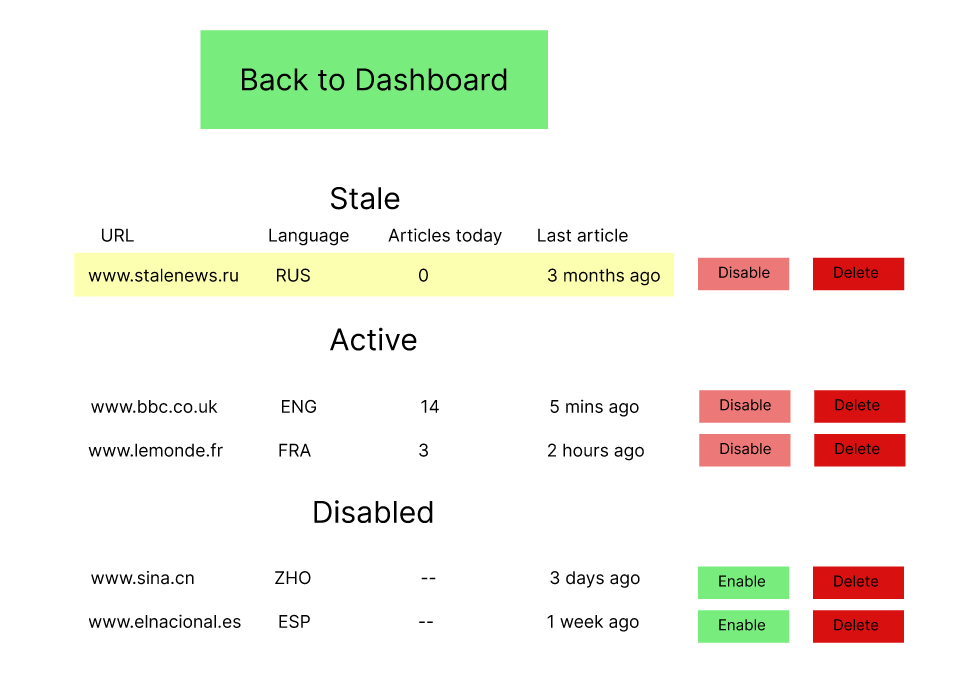 Back to Dashboard
Stale
URL Language Articles today Last article
www.stalenews.ru RUS 0 3 months ago Disable Delete
Active
www.bbc.co.uk ENG 14 5 mins ago Disable Delete
www.lemonde.fr FRA 3 2 hours ago Disable Delete
Disabled
www.sina.cn ZHO -- 3 days ago Enable Delete
www.elnacional.es ESP -- 1 week ago Enable Delete